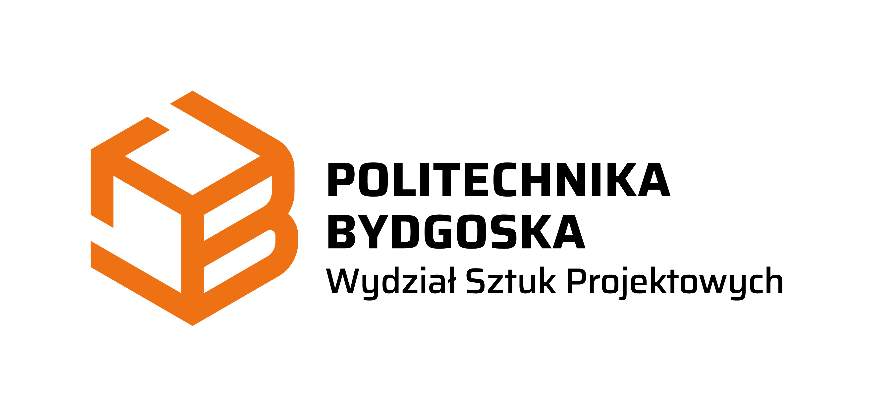 POLITECHNIKA
BYDGOSKA
Wydział Sztuk Projektowych